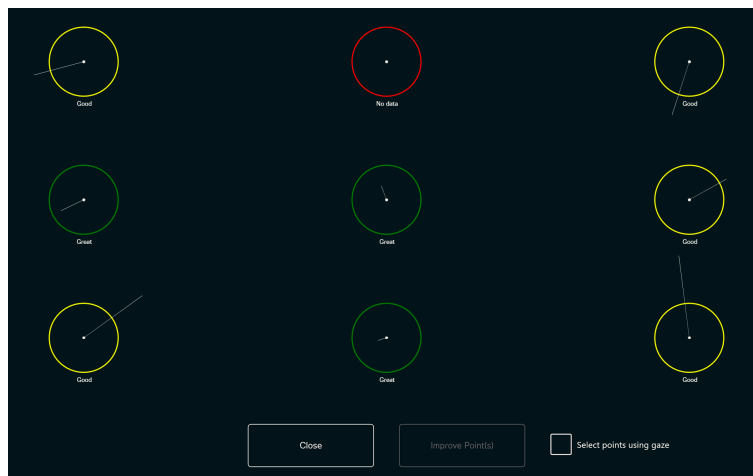 Good
No data
Good
Great
Great
Good
Good
Great
Good
Close
Improve Point(s)
Select points using gaze